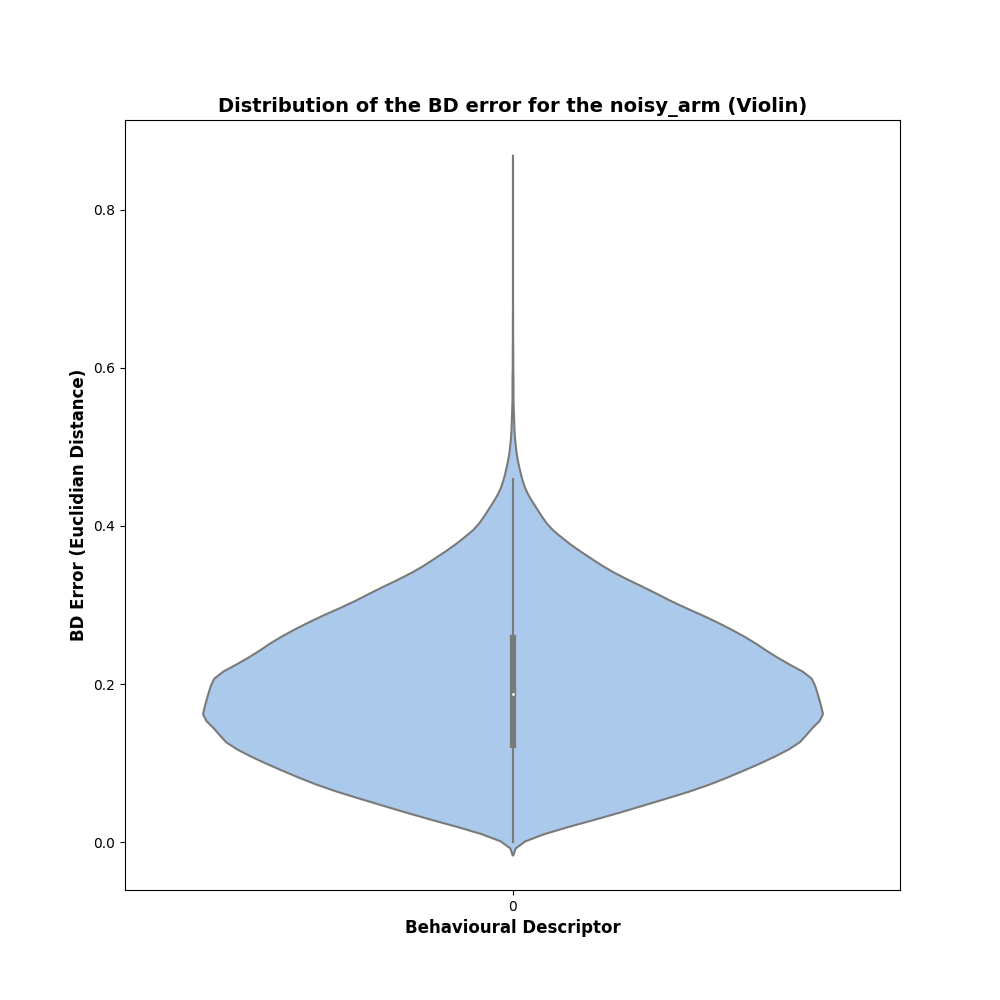 Distribution of the BD error for the noisy_arm (Violin)
BD Error (Euclidian Distance)
0.8
0.6
0.4
0.2
0.0
0
Behavioural Descriptor